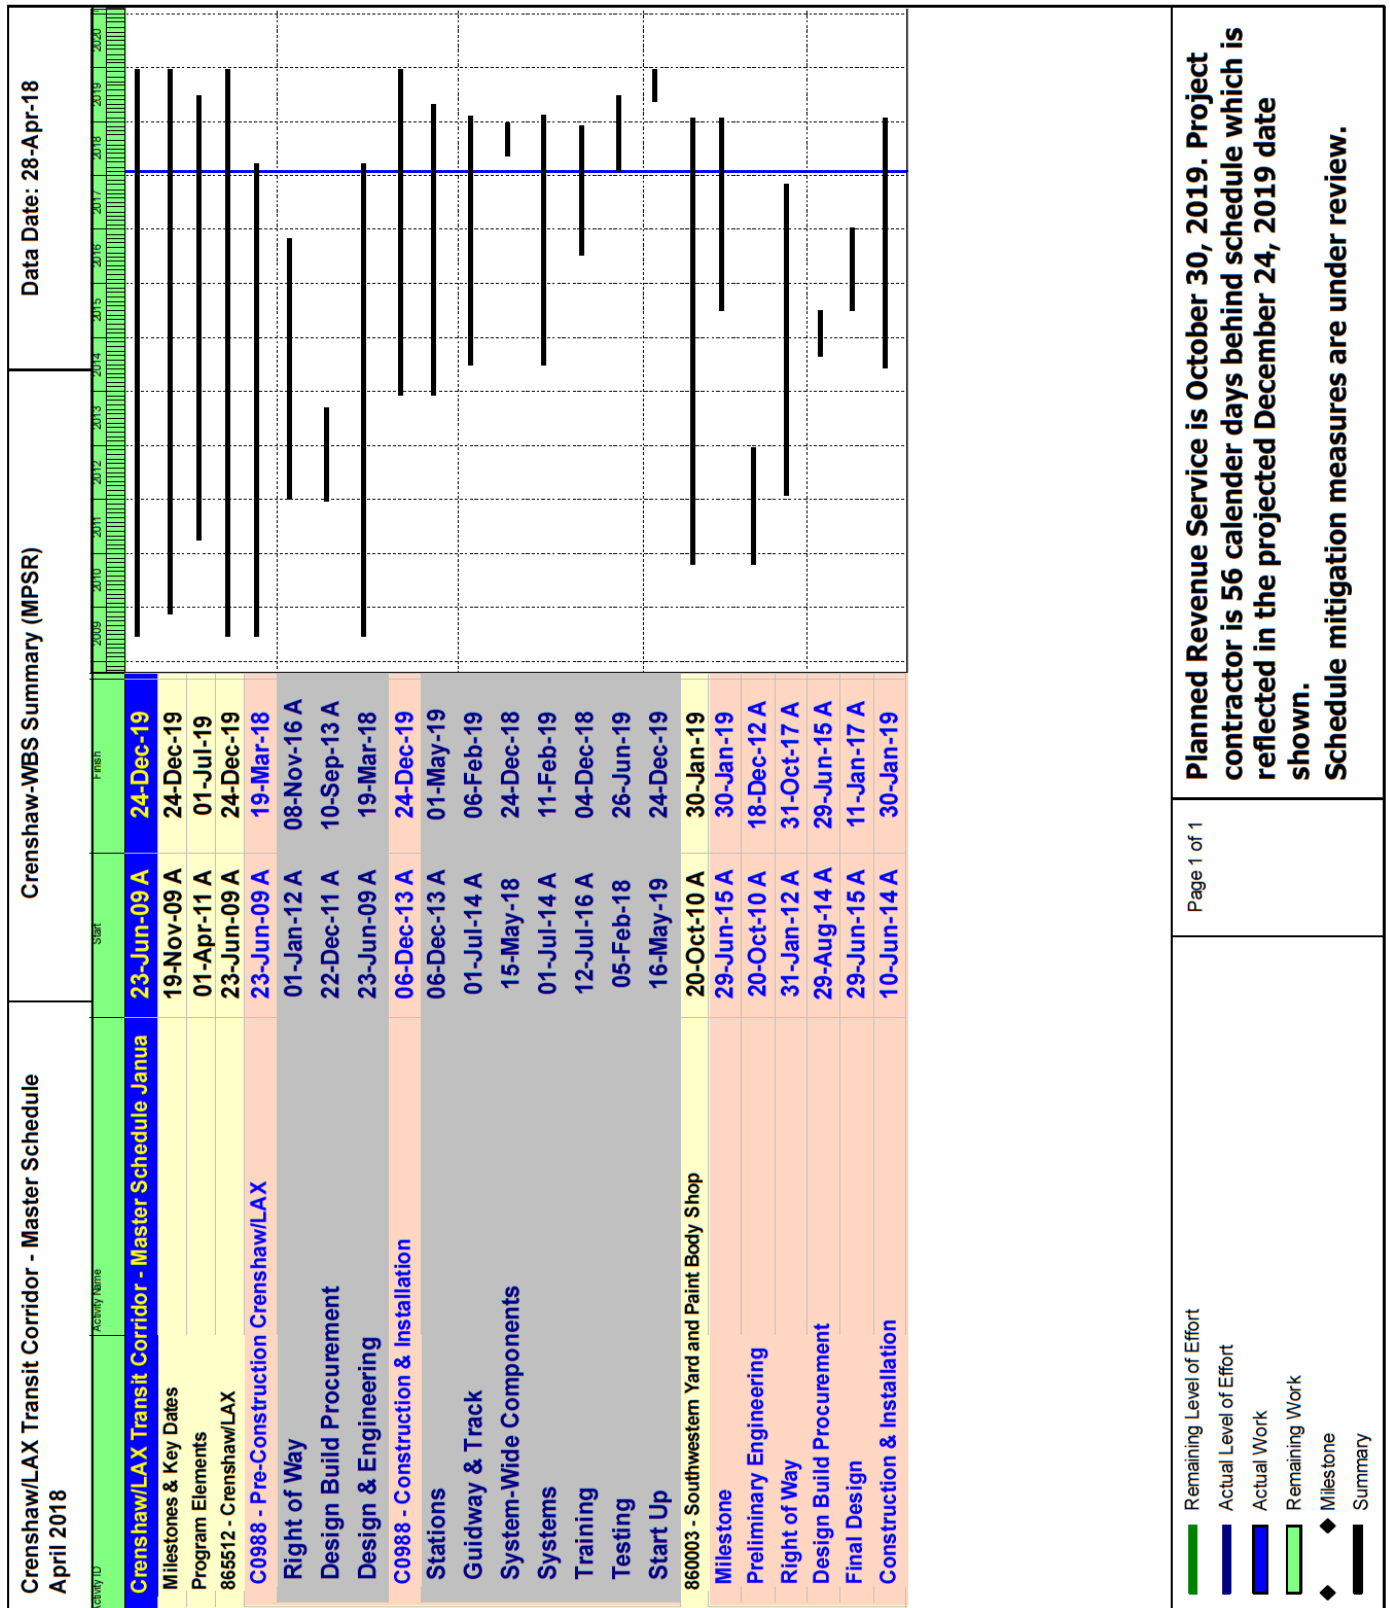 Crenshaw/LAX Transit Corridor - Master Schedule
April 2018
Crenshaw-WBS Summary (MPSR)
Data Date: 28-Apr-18
ctivity ID Activity Name Start Finish 2009 2010 2011 2012 2013 2014 2015 2016 2017 2018 2019 2020
Crenshaw/LAX Transit Corridor - Master Schedule Janua 23-Jun-09 A 24-Dec-19
Milestones & Key Dates 19-Nov-09 A 24-Dec-19
Program Elements 01-Apr-11 A 01-Jul-19
865512 - Crenshaw/LAX 23-Jun-09 A 24-Dec-19
C0988 - Pre-Construction Crenshaw/LAX 23-Jun-09 A 19-Mar-18
Right of Way 01-Jan-12 A 08-Nov-16 A
Design Build Procurement 22-Dec-11 A 10-Sep-13 A
Design & Engineering 23-Jun-09 A 19-Mar-18
C0988 - Construction & Installation 06-Dec-13 A 24-Dec-19
Stations 06-Dec-13 A 01-May-19
Guidway & Track 01-Jul-14 A 06-Feb-19
System-Wide Components 15-May-18 24-Dec-18
Systems 01-Jul-14 A 11-Feb-19
Training 12-Jul-16 A 04-Dec-18
Testing 05-Feb-18 26-Jun-19
Start Up 16-May-19 24-Dec-19
860003 - Southwestern Yard and Paint Body Shop 20-Oct-10 A 30-Jan-19
Milestone 29-Jun-15 A 30-Jan-19
Preliminary Engineering 20-Oct-10 A 18-Dec-12 A
Right of Way 31-Jan-12 A 31-Oct-17 A
Design Build Procurement 29-Aug-14 A 29-Jun-15 A
Final Design 29-Jun-15 A 11-Jan-17 A
Construction & Installation 10-Jun-14 A 30-Jan-19
Remaining Level of Effort
Actual Level of Effort
Actual Work
Remaining Work
Milestone
Summary
Page 1 of 1
Planned Revenue Service is October 30, 2019. Project
contractor is 56 calender days behind schedule which is
reflected in the projected December 24, 2019 date
shown.
Schedule mitigation measures are under review.